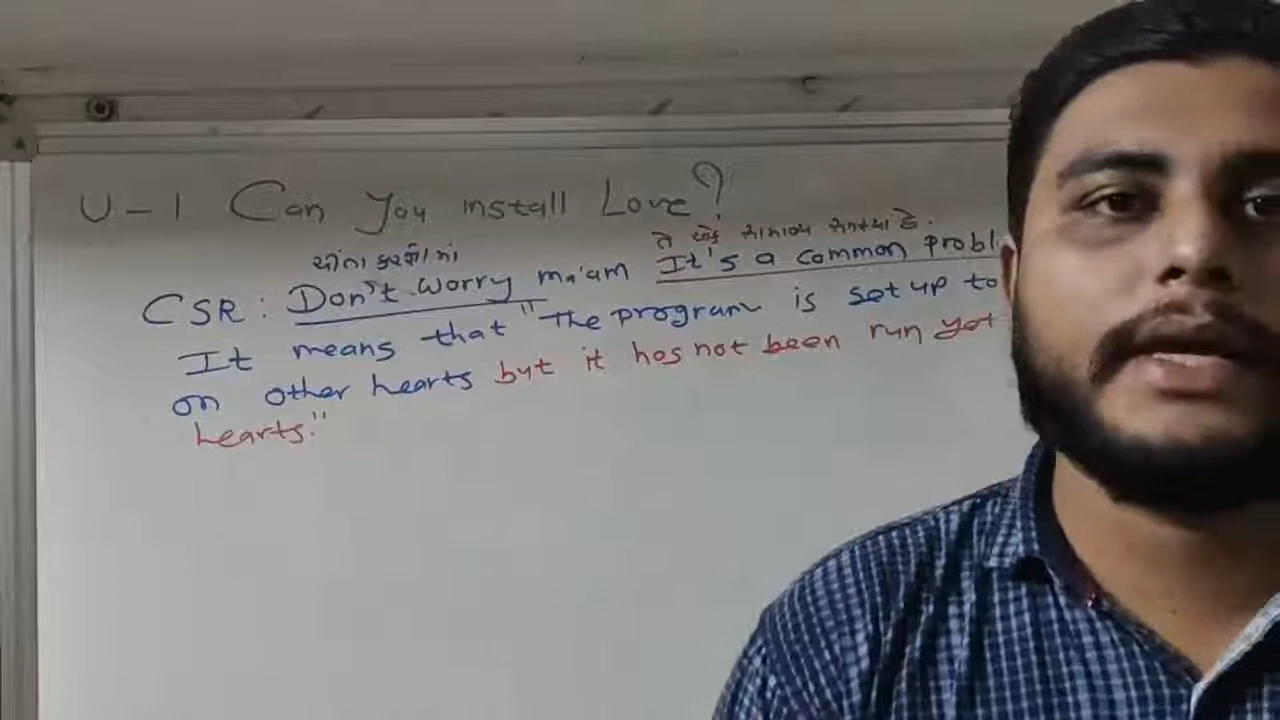 U-1 Can You install Love?
ચીંતા કરશો નાં
તે એક સામાન્ય સમસ્યા છે.
CSR: Don't worry ma'am It's a common probl
It means that "The program is set up to
on other hearts but it has not been run yet
hearts."